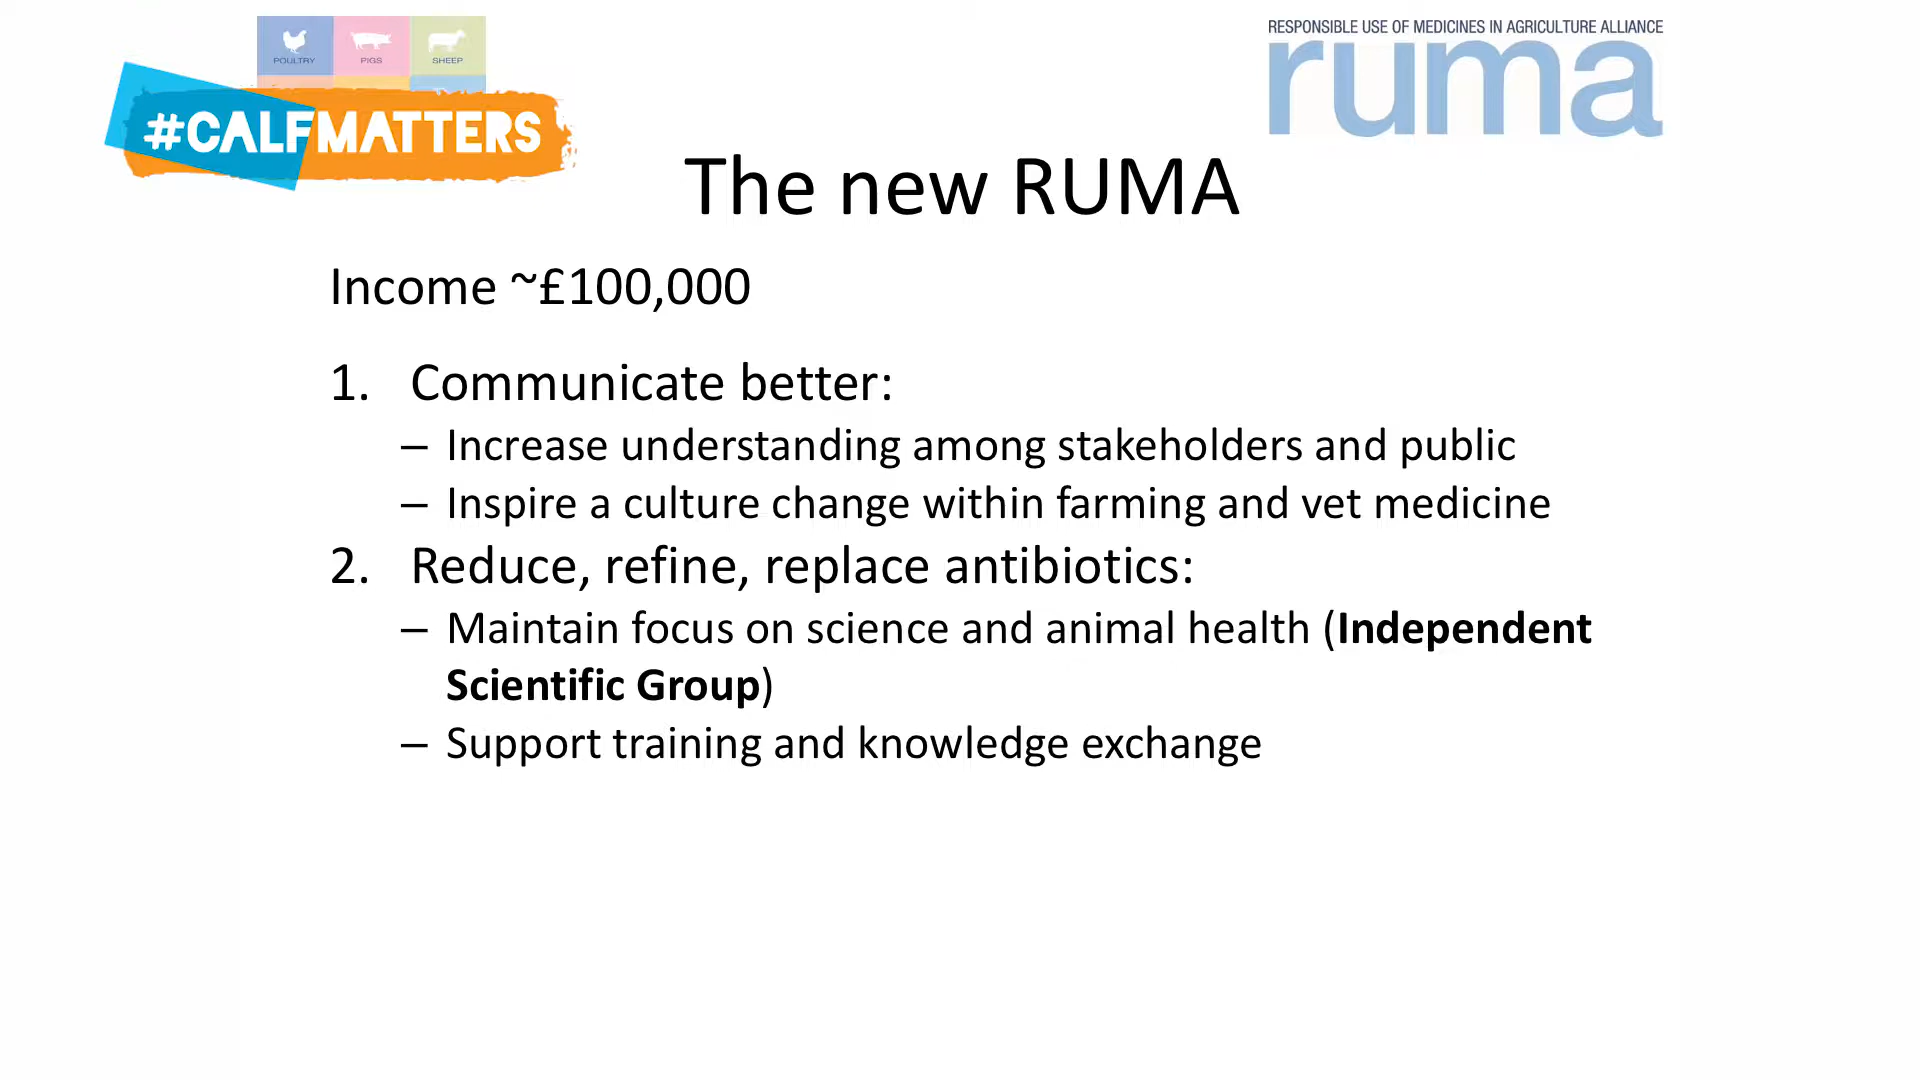 POULTRY PIGS SHEEP
#CALFMATTERS
RESPONSIBLE USE OF MEDICINES IN AGRICULTURE ALLIANCE
ruma
The new RUMA
Income ~£100,000
1. Communicate better:
– Increase understanding among stakeholders and public
– Inspire a culture change within farming and vet medicine
2. Reduce, refine, replace antibiotics:
– Maintain focus on science and animal health (Independent
Scientific Group)
– Support training and knowledge exchange